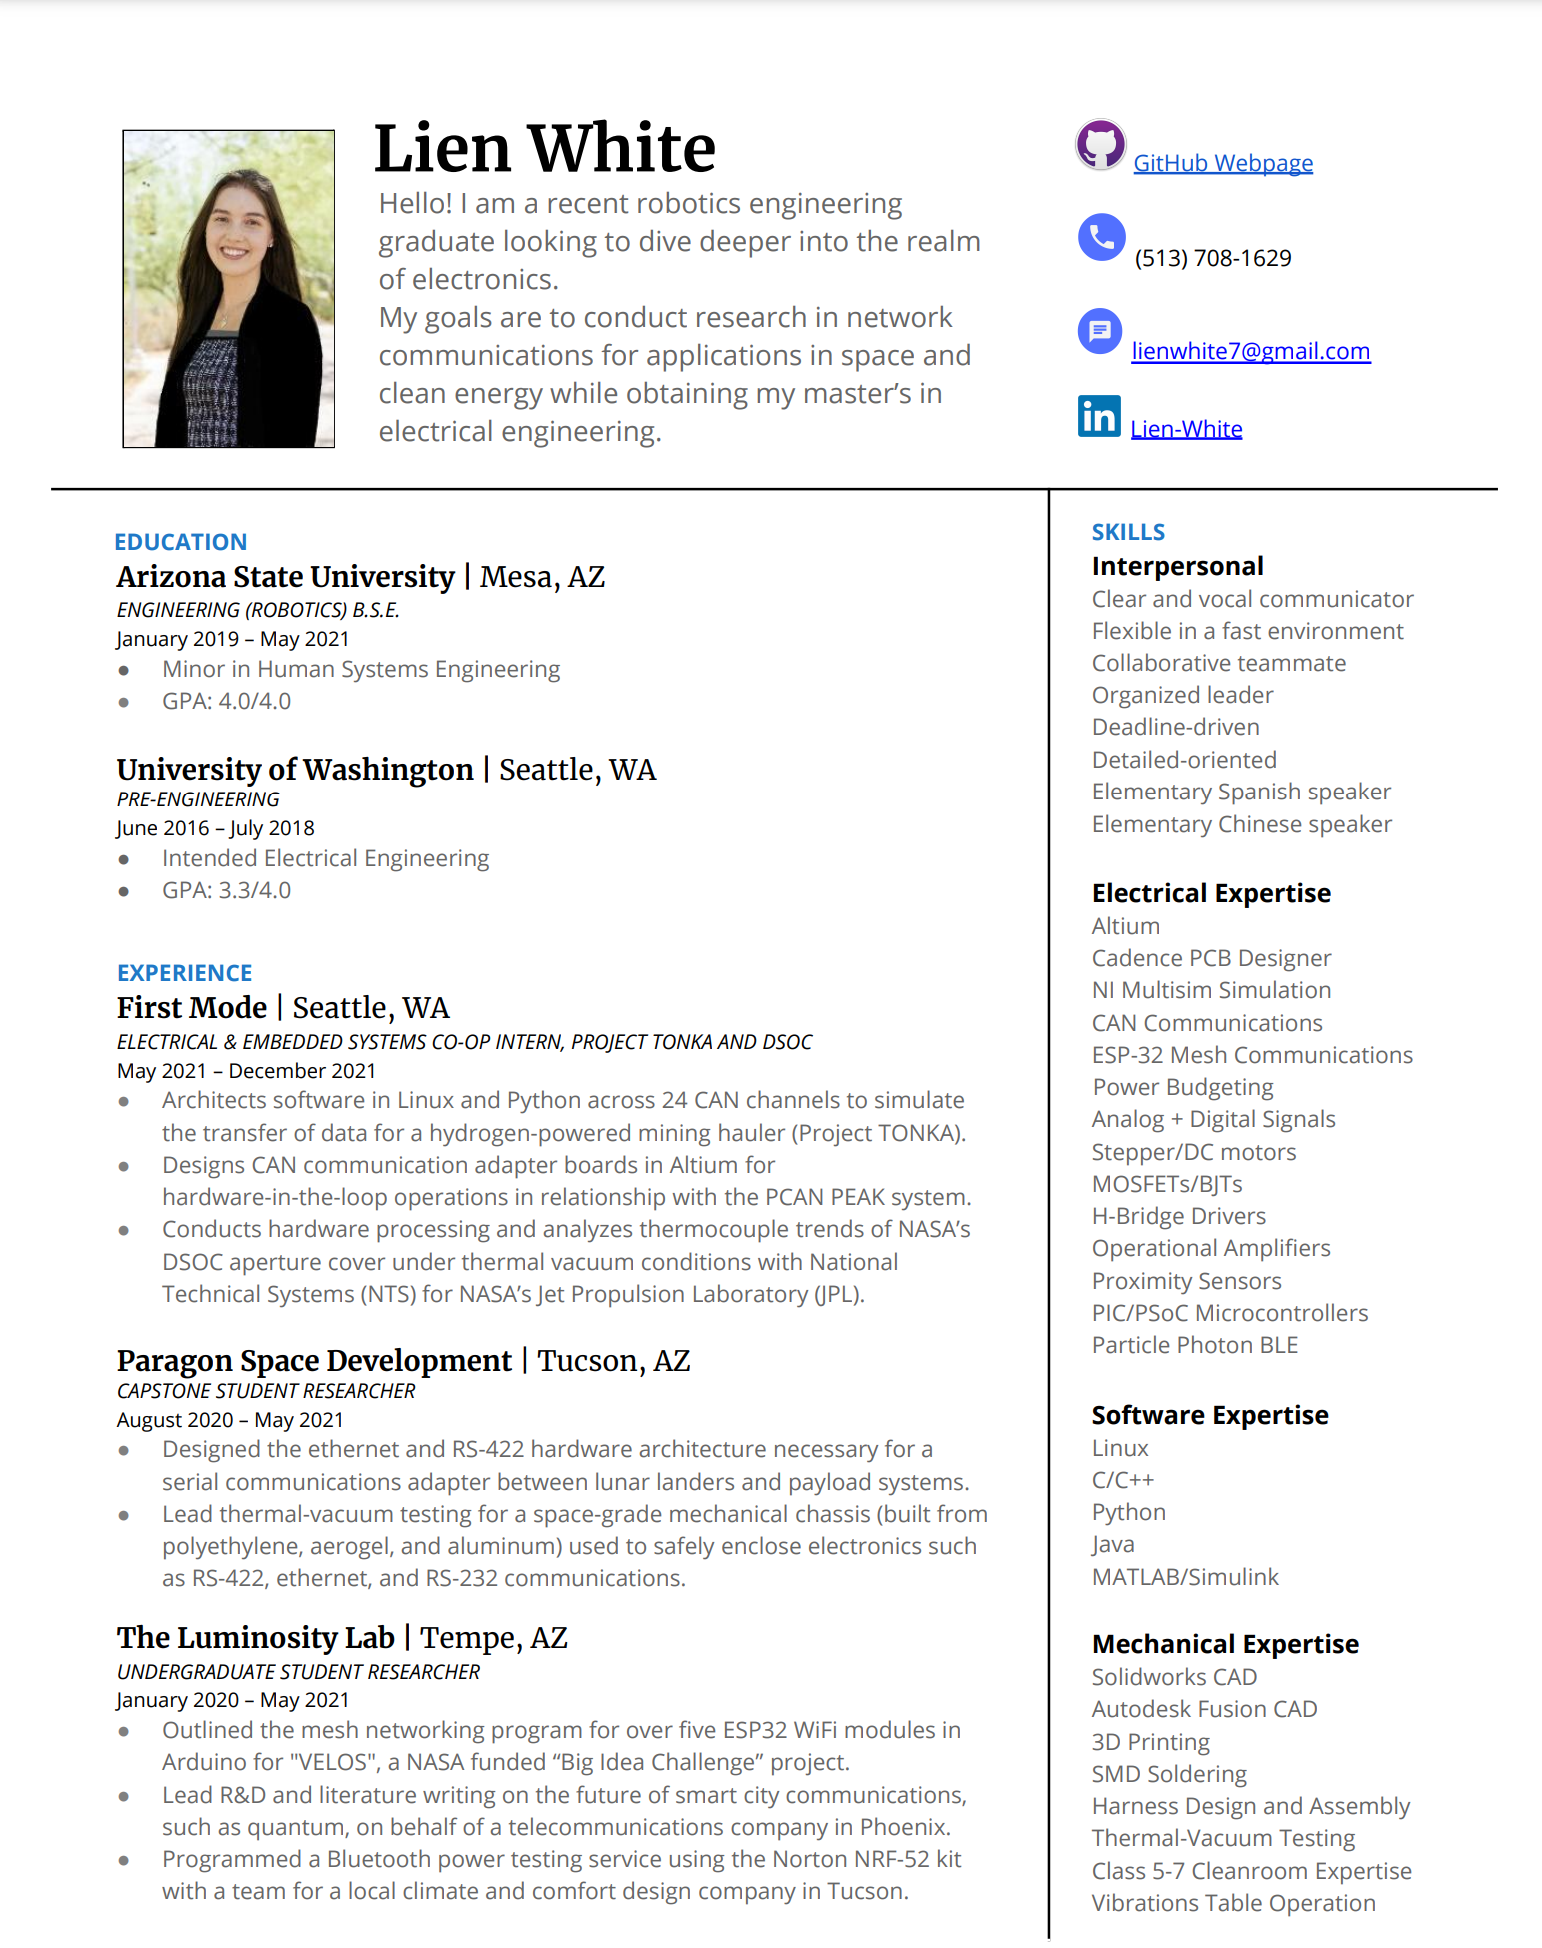 Lien White
Hello! I am a recent robotics engineering
graduate looking to dive deeper into the realm
of electronics.
My goals are to conduct research in network
communications for applications in space and
clean energy while obtaining my master’s in
electrical engineering.
GitHub Webpage
(513) 708-1629
lienwhite7@gmail.com
in Lien-White
EDUCATION
Arizona State University | Mesa, AZ
ENGINEERING (ROBOTICS) B.S.E.
January 2019 – May 2021
● Minor in Human Systems Engineering
● GPA: 4.0/4.0
University of Washington | Seattle, WA
PRE-ENGINEERING
June 2016 – July 2018
● Intended Electrical Engineering
● GPA: 3.3/4.0
EXPERIENCE
First Mode | Seattle, WA
ELECTRICAL & EMBEDDED SYSTEMS CO-OP INTERN, PROJECT TONKA AND DSOC
May 2021 – December 2021
● Architects software in Linux and Python across 24 CAN channels to simulate
the transfer of data for a hydrogen-powered mining hauler (Project TONKA).
● Designs CAN communication adapter boards in Altium for
hardware-in-the-loop operations in relationship with the PCAN PEAK system.
● Conducts hardware processing and analyzes thermocouple trends of NASA’s
DSOC aperture cover under thermal vacuum conditions with National
Technical Systems (NTS) for NASA’s Jet Propulsion Laboratory (JPL).
Paragon Space Development | Tucson, AZ
CAPSTONE STUDENT RESEARCHER
August 2020 – May 2021
● Designed the ethernet and RS-422 hardware architecture necessary for a
serial communications adapter between lunar landers and payload systems.
● Lead thermal-vacuum testing for a space-grade mechanical chassis (built from
polyethylene, aerogel, and aluminum) used to safely enclose electronics such
as RS-422, ethernet, and RS-232 communications.
The Luminosity Lab | Tempe, AZ
UNDERGRADUATE STUDENT RESEARCHER
January 2020 – May 2021
● Outlined the mesh networking program for over five ESP32 WiFi modules in
Arduino for "VELOS", a NASA funded “Big Idea Challenge” project.
● Lead R&D and literature writing on the future of smart city communications,
such as quantum, on behalf of a telecommunications company in Phoenix.
● Programmed a Bluetooth power testing service using the Norton NRF-52 kit
with a team for a local climate and comfort design company in Tucson.
SKILLS
Interpersonal
Clear and vocal communicator
Flexible in a fast environment
Collaborative teammate
Organized leader
Deadline-driven
Detailed-oriented
Elementary Spanish speaker
Elementary Chinese speaker
Electrical Expertise
Altium
Cadence PCB Designer
NI Multisim Simulation
CAN Communications
ESP-32 Mesh Communications
Power Budgeting
Analog + Digital Signals
Stepper/DC motors
MOSFETs/BJTs
H-Bridge Drivers
Operational Amplifiers
Proximity Sensors
PIC/PSoC Microcontrollers
Particle Photon BLE
Software Expertise
Linux
C/C++
Python
Java
MATLAB/Simulink
Mechanical Expertise
Solidworks CAD
Autodesk Fusion CAD
3D Printing
SMD Soldering
Harness Design and Assembly
Thermal-Vacuum Testing
Class 5-7 Cleanroom Expertise
Vibrations Table Operation